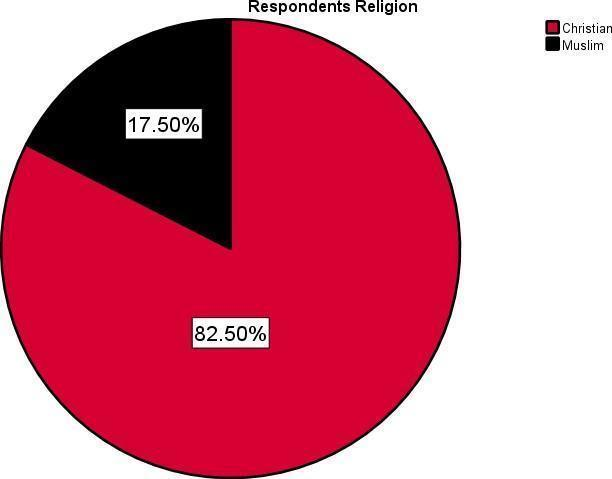 Respondents Religion
Christian
Muslim
17.50%
82.50%